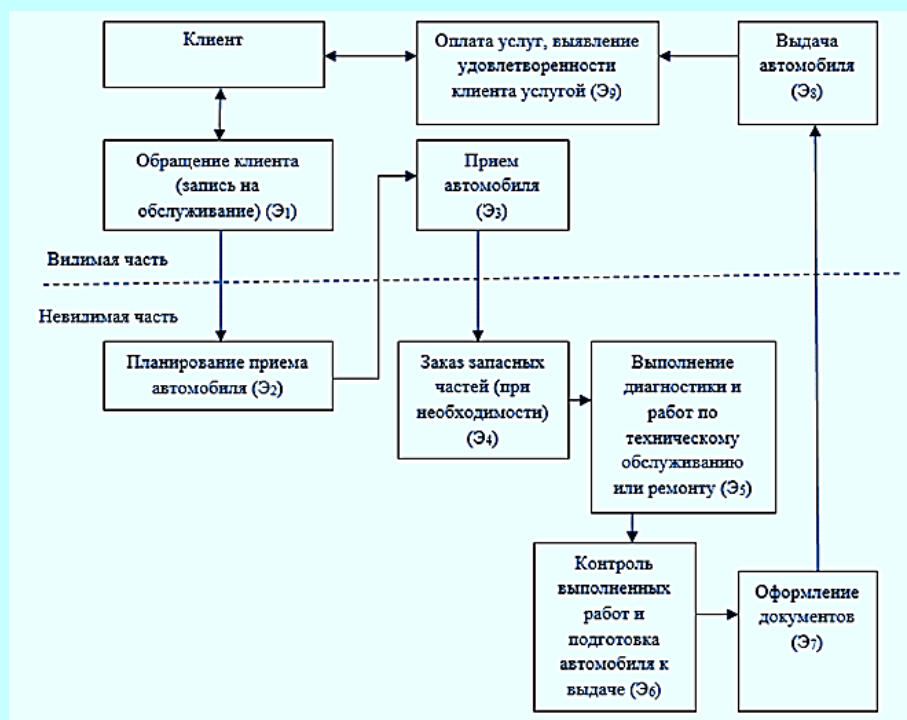 Клиент
Оплата услуг, выявление
удовлетворенности
клиента услугой (Э9)
Выдача
автомобиля
(Э8)
Обращение клиента
(запись на
обслуживание) (Э1)
Прием
автомобиля
(Э3)
Вилимая часть
Невилимая часть
Планирование приема
автомобиля (Э2)
Заказ запасных
частей (при
необходимости)
(Э4)
Выполнение
диагностики и
работ по
техническому
обслуживанию
или ремонту (Э5)
Контроль
выполненных
работ и
подготовка
автомобиля к
выдаче (Э6)
Оформление
документов
(Э7)